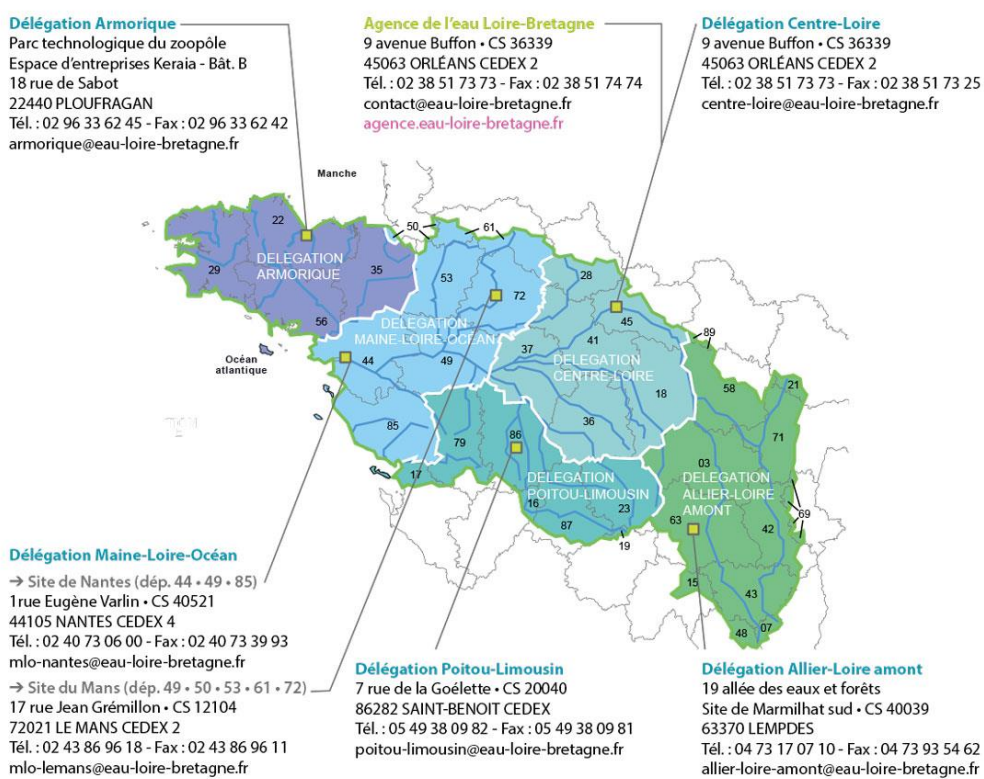 Délégation Armorique
Parc technologique du zoopôle
Espace d'entreprises Keraia - Bât. B
18 rue de Sabot
22440 PLOUFRAGAN
Tél. : 02 96 33 62 45 - Fax : 02 96 33 62 42
armorique@eau-loire-bretagne.fr
Agence de l'eau Loire-Bretagne
9 avenue Buffon • CS 36339
45063 ORLÉANS CEDEX 2
Tél. : 02 38 51 73 73 - Fax : 02 38 51 74 74
contact@eau-loire-bretagne.fr
agence.eau-loire-bretagne.fr
Délégation Centre-Loire
9 avenue Buffon • CS 36339
45063 ORLÉANS CEDEX 2
Tél. : 02 38 51 73 73 - Fax : 02 38 51 73 25
centre-loire@eau-loire-bretagne.fr
Manche
22
50
61
DELEGATION
ARMORIQUE
29
35
53
28
72
56
45
DELEGATION
MAINE-LOIRE-OCEAN
41
89
37
Océan
atlantique
44
49
DELEGATION
CENTRE-LOIRE
58
21
18
85
79
86
36
71
17
DELEGATION
POITOU-LIMOUSIN
03
DELEGATION
ALLIER-LOIRE
AMONT
16
23
69
87
63
42
19
15
43
48
07
Délégation Maine-Loire-Océan
→ Site de Nantes (dép. 44 • 49 • 85)
1rue Eugène Varlin • CS 40521
44105 NANTES CEDEX 4
Tél. : 02 40 73 06 00 - Fax : 02 40 73 39 93
mlo-nantes@eau-loire-bretagne.fr
→ Site du Mans (dép. 49 • 50 • 53 • 61 • 72)
17 rue Jean Grémillon • CS 12104
72021 LE MANS CEDEX 2
Tél. : 02 43 86 96 18 - Fax : 02 43 86 96 11
mlo-lemans@eau-loire-bretagne.fr
Délégation Poitou-Limousin
7 rue de la Goélette • CS 20040
86282 SAINT-BENOIT CEDEX
Tél. : 05 49 38 09 82 - Fax : 05 49 38 09 81
poitou-limousin@eau-loire-bretagne.fr
Délégation Allier-Loire amont
19 allée des eaux et forêts
Site de Marmilhat sud • CS 40039
63370 LEMPDES
Tél. : 04 73 17 07 10 - Fax : 04 73 93 54 62
allier-loire-amont@eau-loire-bretagne.fr